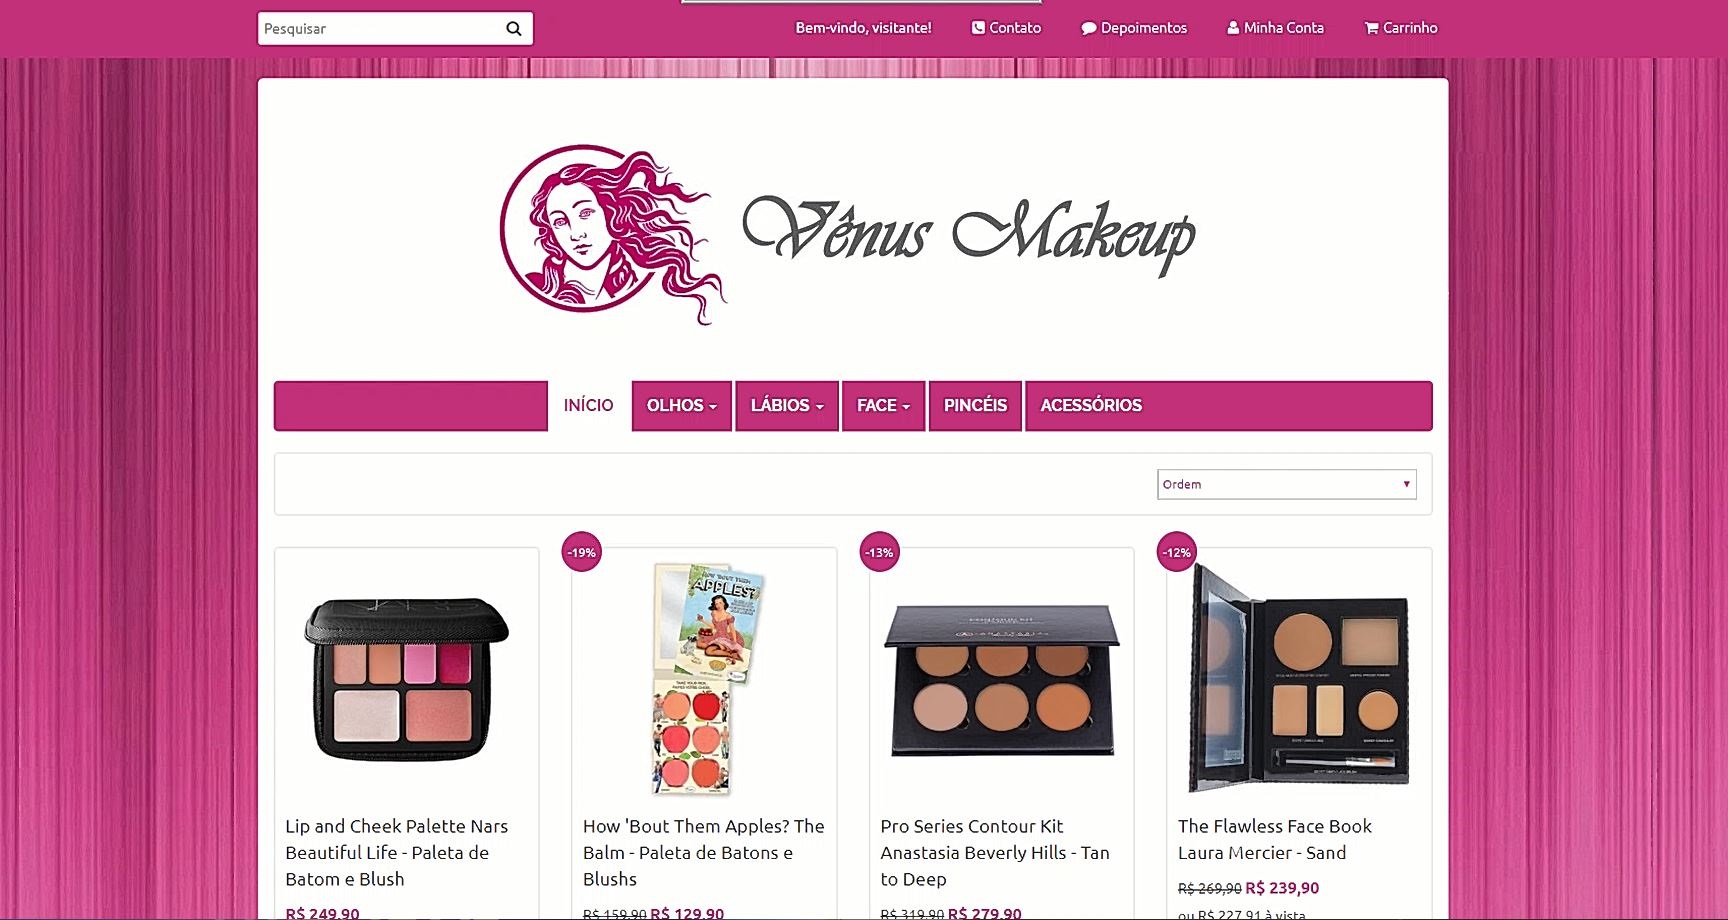 Pesquisar
Bem-vindo, visitante! Contato Depoimentos Minha Conta Carrinho
Vênus Makeup
INÍCIO OLHOS LÁBIOS FACE PINCÉIS ACESSÓRIOS
Ordem
-19%
-13%
-12%
APPLES?
Lip and Cheek Palette Nars
Beautiful Life - Paleta de
Batom e Blush
R$ 249,90
How 'Bout Them Apples? The
Balm - Paleta de Batons e
Blushs
R$ 159,90 R$ 129,90
Pro Series Contour Kit
Anastasia Beverly Hills - Tan
to Deep
R$ 319,90 R$ 279,90
The Flawless Face Book
Laura Mercier - Sand
R$ 269,90 R$ 239,90
ou R$ 227,91 à vista